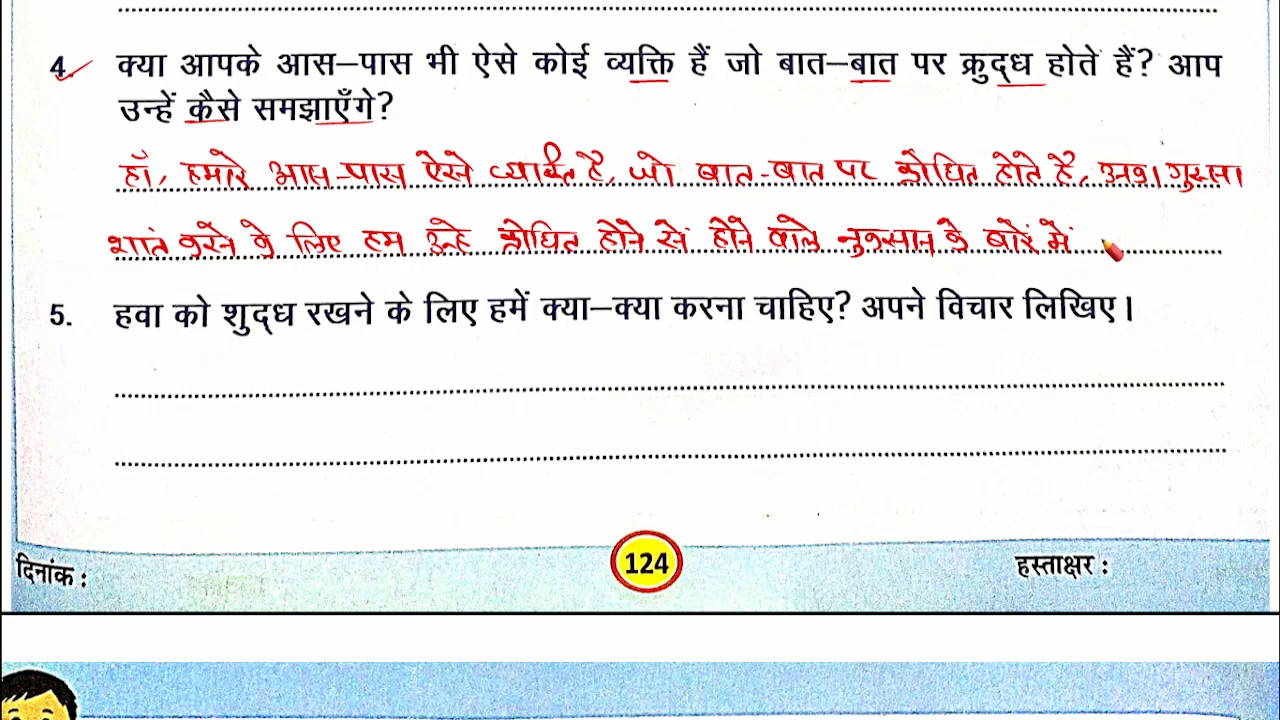 4. क्या आपके आस–पास भी ऐसे कोई व्यक्ति हैं जो बात–बात पर क्रुद्ध होते हैं? आप
उन्हें कैसे समझाएँगे?
हाँ, हमारे आस-पास ऐसे व्यक्ति है, जो बात-बात पर क्रोधित होते है, उनका गुस्सा
शातं करने के लिए हम उन्हे क्रोधित होने सें होने वाले नुकसान के बारें में
5. हवा को शुद्ध रखने के लिए हमें क्या–क्या करना चाहिए? अपने विचार लिखिए।
दिनांक :
124
हस्ताक्षर :